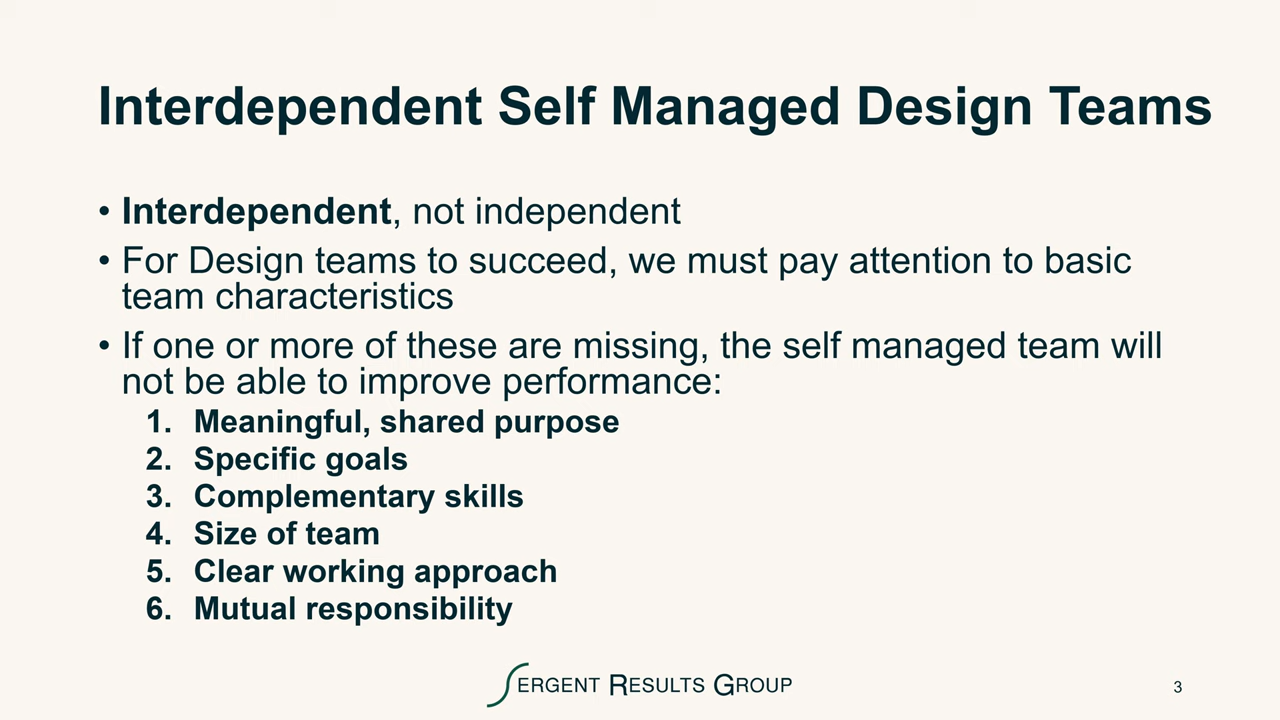 Interdependent Self Managed Design Teams
• Interdependent, not independent
• For Design teams to succeed, we must pay attention to basic
team characteristics
• If one or more of these are missing, the self managed team will
not be able to improve performance:
1. Meaningful, shared purpose
2. Specific goals
3. Complementary skills
4. Size of team
5. Clear working approach
6. Mutual responsibility
SERGENT RESULTS GROUP
3